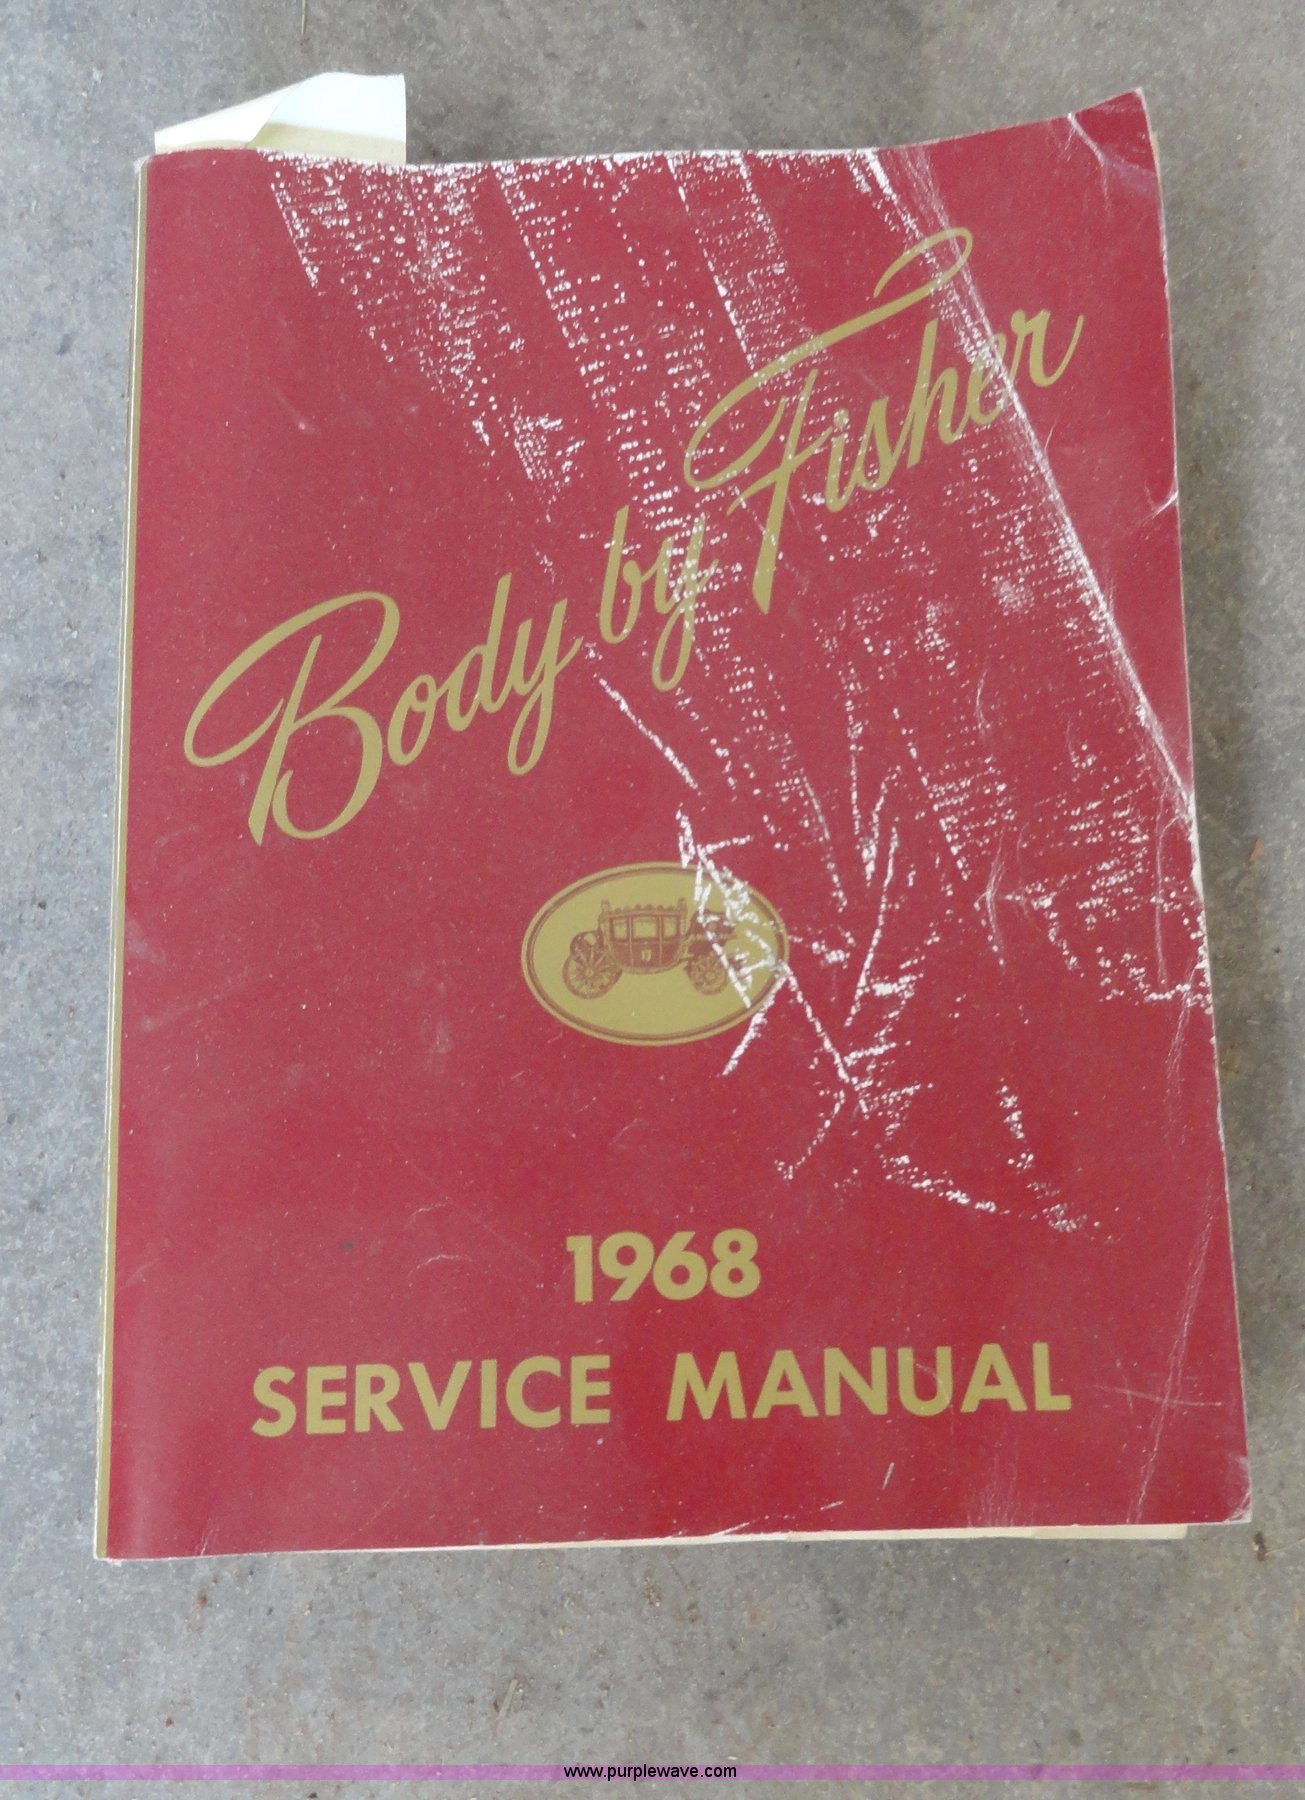 Body by Fisher
1968
SERVICE MANUAL
www.purplewave.com